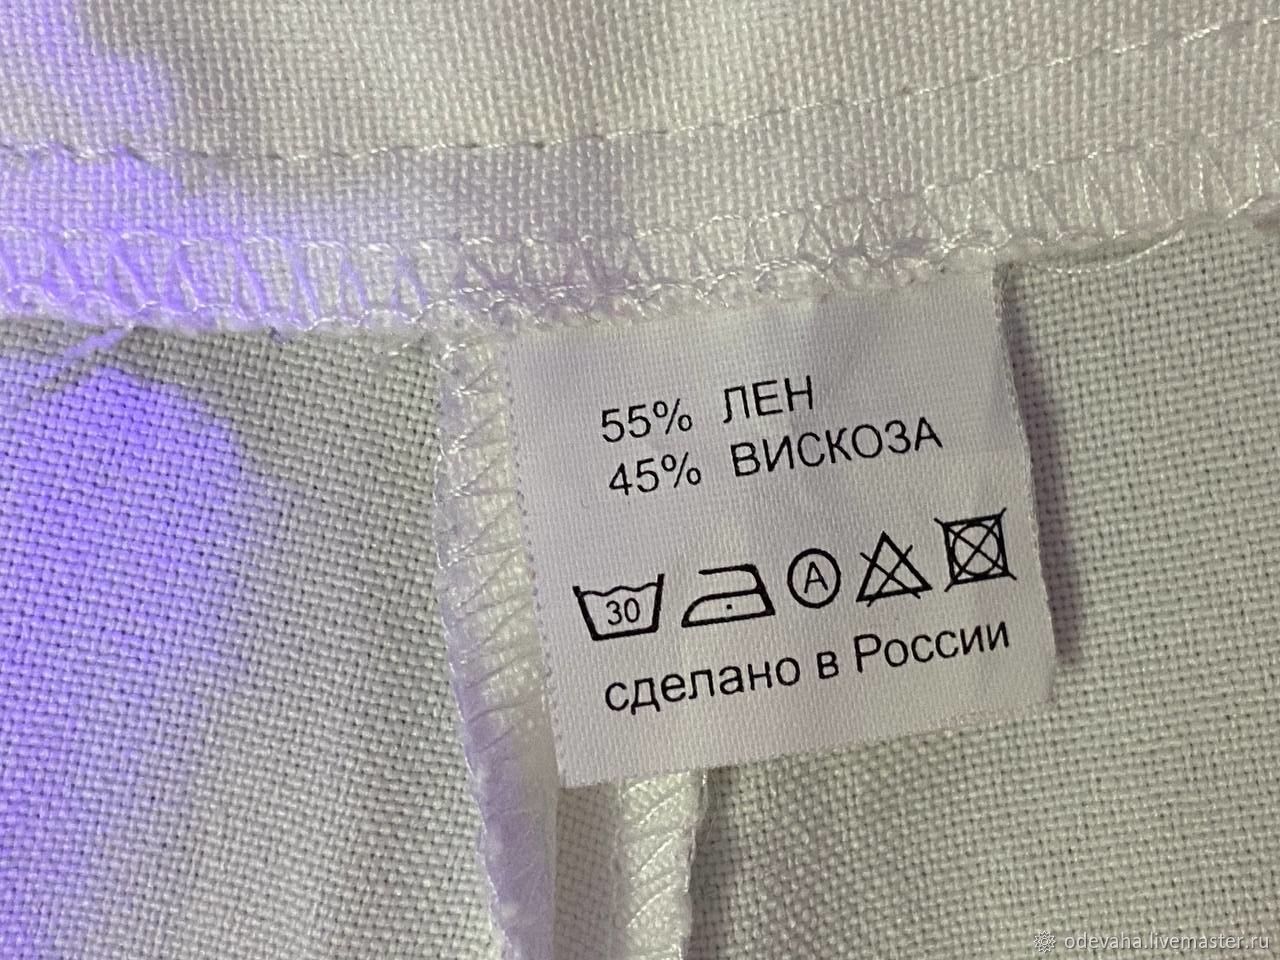 55% ЛЕН
45% ВИСКОЗА
30 A
сделано в России
odevaha.livemaster.ru